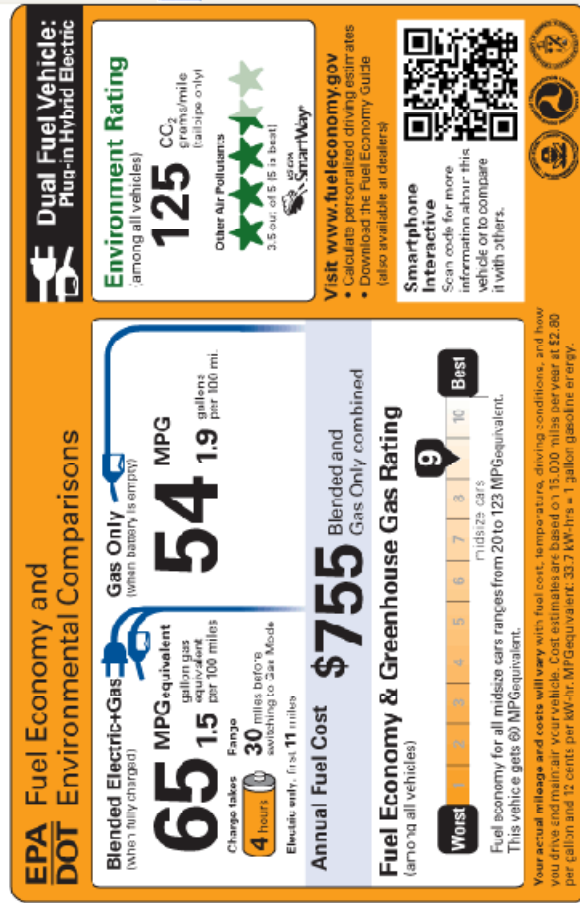 EPA
DOT
Fuel Economy and
Environmental Comparisons
Dual Fuel Vehicle:
Plug-in Hybrid Electric
Blended Electric+Gas
(when fully charged)
65
MPGequivalent
1.5
gallon gas
equivalent
per 100 miles
Charge takes
4 hours
Range
30 miles before
switching to Gas Mode
Electric only, first 11 miles
Gas Only
(when battery is empty)
54
MPG
1.9
gallons
per 100 mi.
Annual Fuel Cost
$755
Blended and
Gas Only combined
Fuel Economy & Greenhouse Gas Rating
(among all vehicles)
Worst
1 2 3 4 5 6 7 8
9
10
Best
midsize cars
Fuel economy for all midsize cars ranges from 20 to 123 MPGequivalent.
This vehicle gets 60 MPGequivalent.
Environment Rating
(among all vehicles)
125
CO2
grams/mile
(tailpipe only)
Other Air Pollutants
3.5 out of 5 (5 is best)
SmartWay
Visit www.fueleconomy.gov
• Calculate personalized driving estimates
• Download the Fuel Economy Guide
(also available at dealers)
Smartphone
Interactive
Scan code for more
information about this
vehicle or to compare
it with others.
Your actual mileage and costs will vary with fuel cost, temperature, driving conditions, and how
you drive and maintain your vehicle. Cost estimates are based on 15,000 miles per year at $2.80
per gallon and 12 cents per kW-hr. MPGequivalent: 33.7 kW-hrs = 1 gallon gasoline energy.